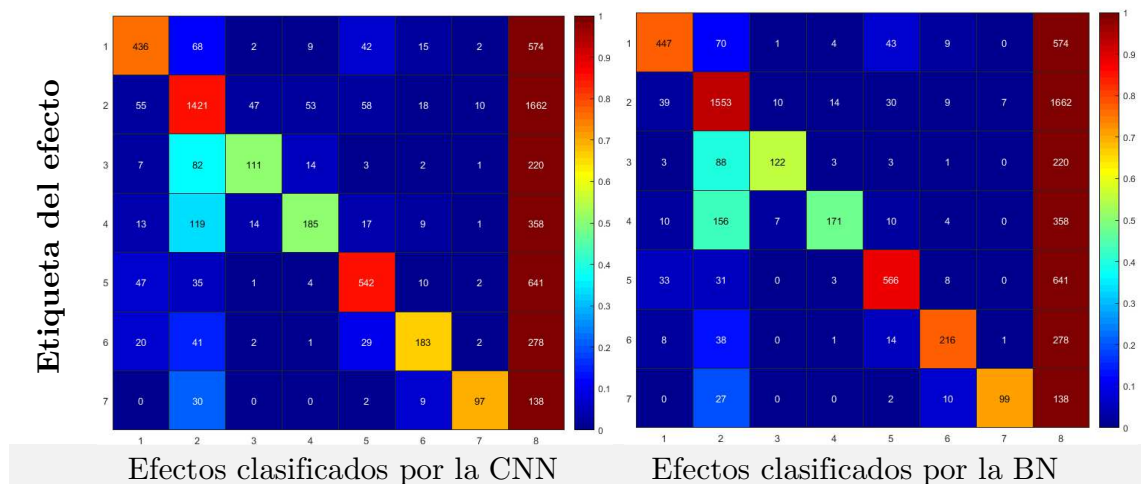 Etiqueta del efecto
1 436 68 2 9 42 15 2 574
2 55 1421 47 53 58 18 10 1662
3 7 82 111 14 3 2 1 220
4 13 119 14 185 17 9 1 358
5 47 35 1 4 542 10 2 641
6 20 41 2 1 29 183 2 278
7 0 30 0 0 2 9 97 138
1 2 3 4 5 6 7 8
1
0.9
0.8
0.7
0.6
0.5
0.4
0.3
0.2
0.1
0
Efectos clasificados por la CNN
1 447 70 1 4 43 9 0 574
2 39 1553 10 14 30 9 7 1662
3 3 88 122 3 3 1 0 220
4 10 156 7 171 10 4 0 358
5 33 31 0 3 566 8 0 641
6 8 38 0 1 14 216 1 278
7 0 27 0 0 2 10 99 138
1 2 3 4 5 6 7 8
1
0.9
0.8
0.7
0.6
0.5
0.4
0.3
0.2
0.1
0
Efectos clasificados por la BN